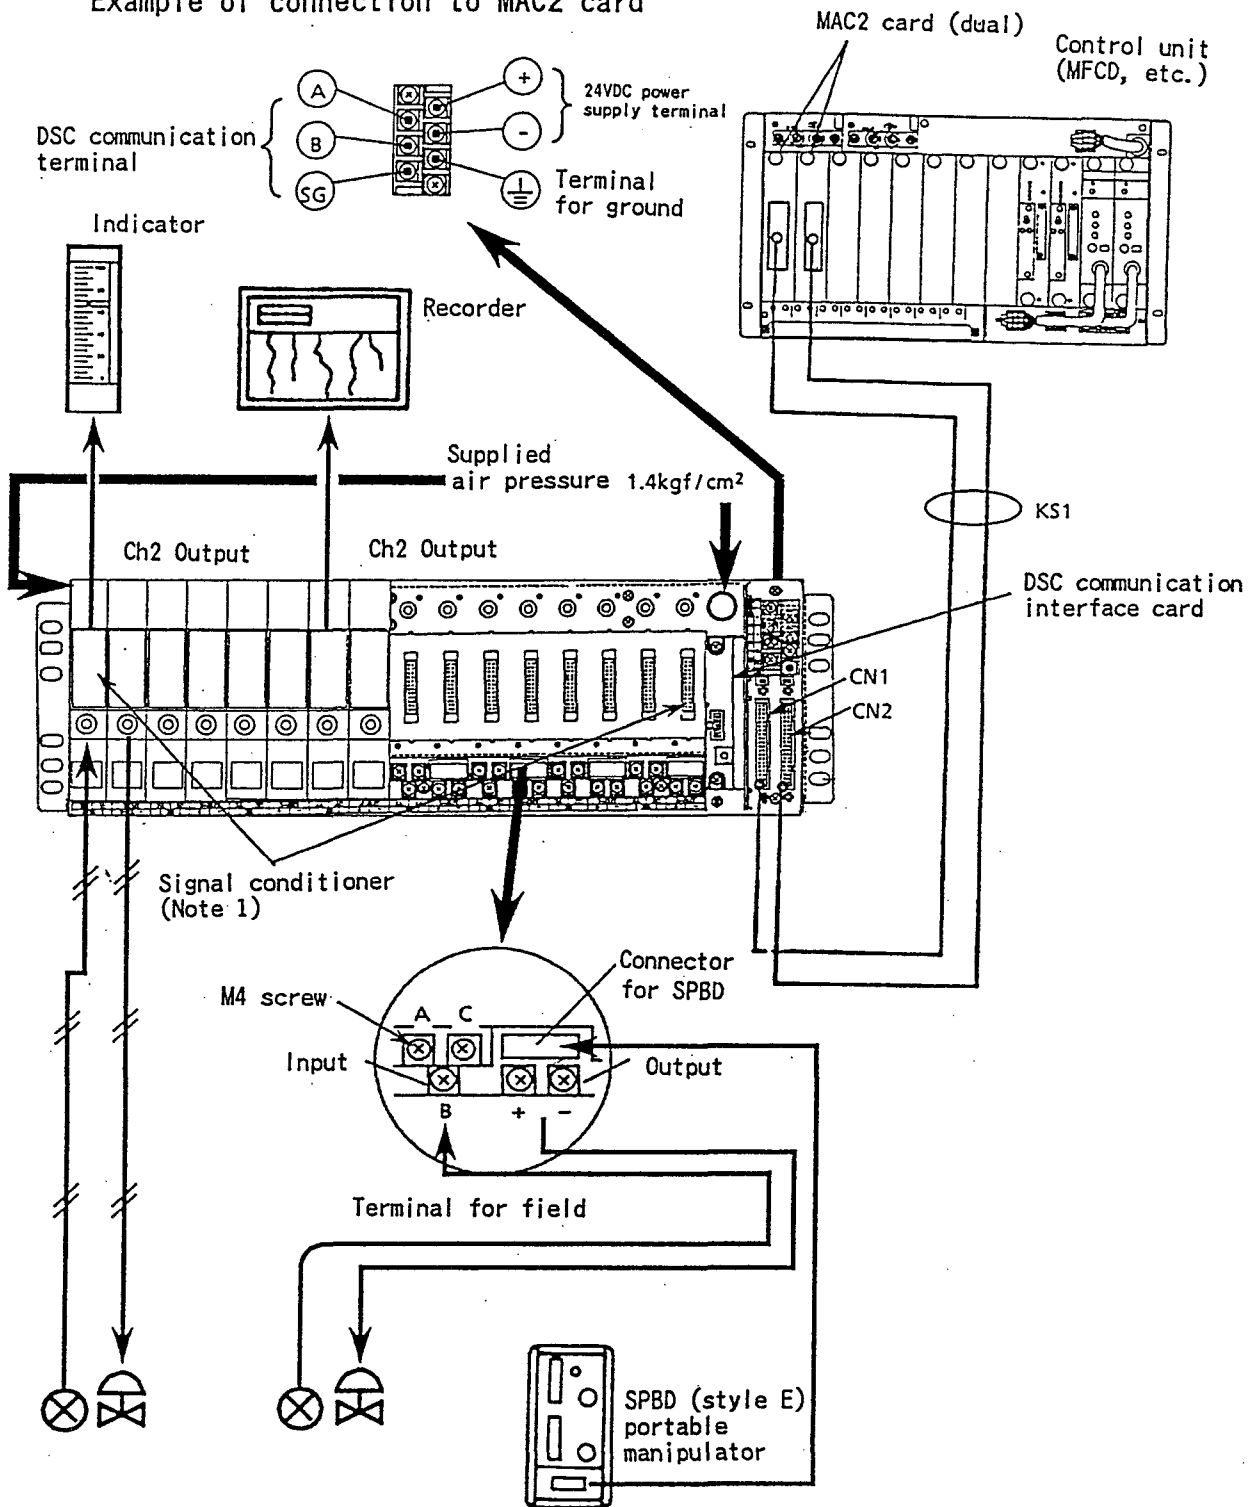 Example of connection to MAC2 card
MAC2 card (dual)
Control unit
(MFCD, etc.)
A
B
SG
+
-
24VDC power
supply terminal
DSC communication
terminal
Terminal
for ground
Indicator
Recorder
Supplied
air pressure 1.4kgf/cm²
KS1
Ch2 Output
Ch2 Output
DSC communication
interface card
CN1
CN2
Signal conditioner
(Note 1)
Connector
for SPBD
M4 screw
A C
Input
Output
B + -
Terminal for field
SPBD (style E)
portable
manipulator